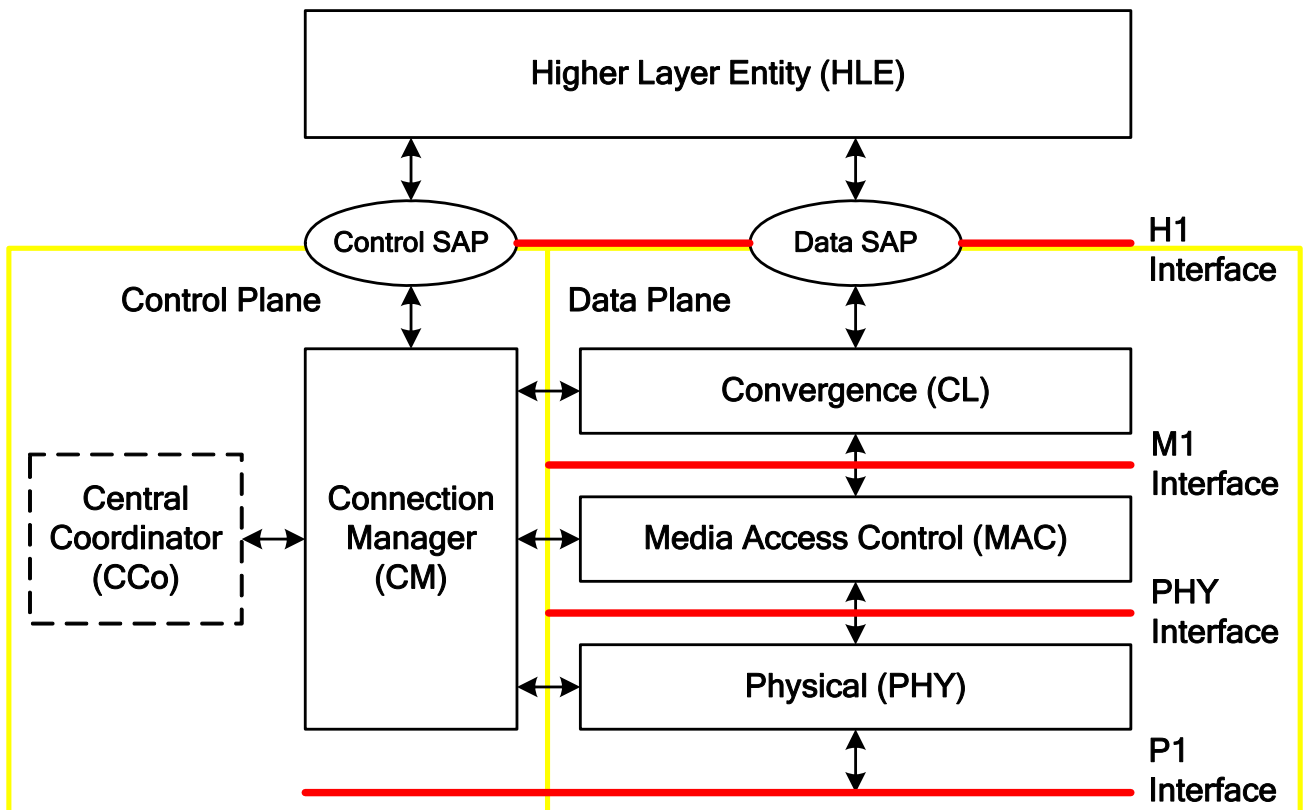 Higher Layer Entity (HLE)
Control SAP
Data SAP
H1
Interface
Control Plane
Data Plane
Convergence (CL)
M1
Interface
Central
Coordinator
(CCo)
Connection
Manager
(CM)
Media Access Control (MAC)
PHY
Interface
Physical (PHY)
P1
Interface